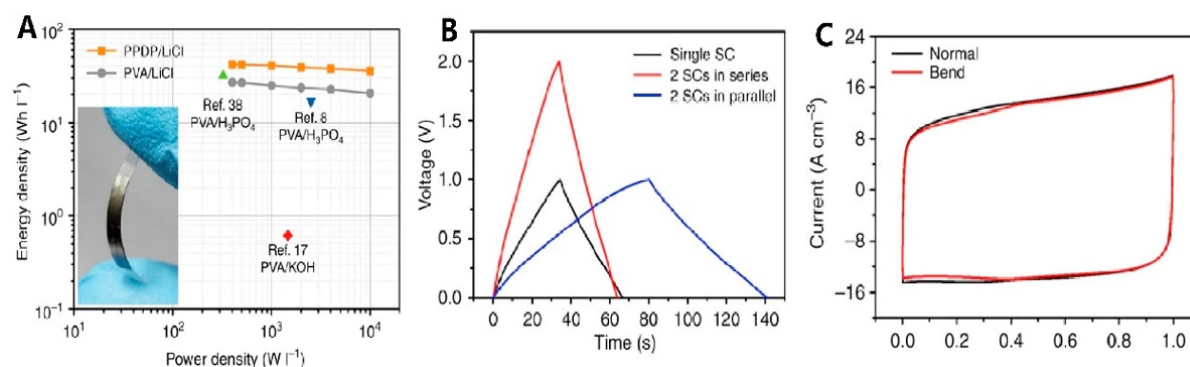 A
Energy density (Wh l⁻¹)
10²
10¹
10⁰
10⁻¹
PPDP/LiCl
PVA/LiCl
Ref. 38
PVA/H₃PO₄
Ref. 8
PVA/H₃PO₄
Ref. 17
PVA/KOH
10¹ 10² 10³ 10⁴
Power density (W l⁻¹)
B
Voltage (V)
2.0
1.5
1.0
0.5
0.0
Single SC
2 SCs in series
2 SCs in parallel
0 20 40 60 80 100 120 140
Time (s)
C
Current (A cm⁻³)
24
16
8
0
−8
−16
Normal
Bend
0.0 0.2 0.4 0.6 0.8 1.0